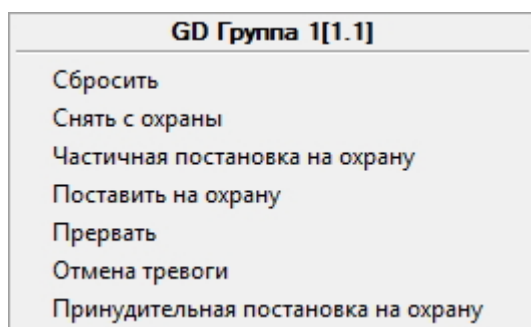 GD Группа 1[1.1]
Сбросить
Снять с охраны
Частичная постановка на охрану
Поставить на охрану
Прервать
Отмена тревоги
Принудительная постановка на охрану